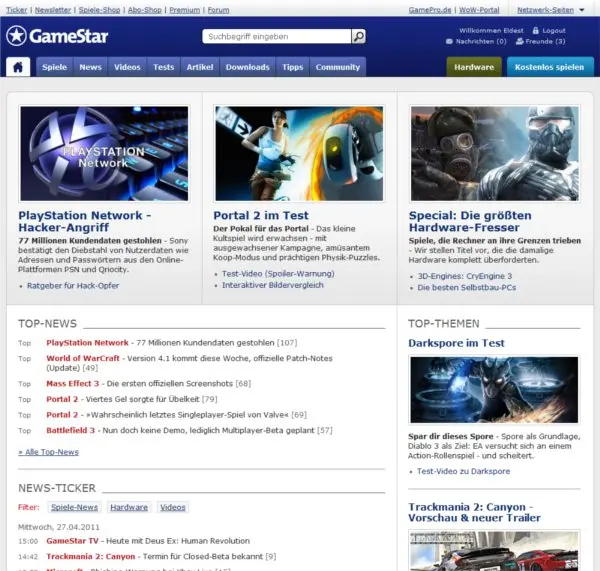 Ticker | Newsletter | Spiele-Shop | Abo-Shop | Premium | Forum
GamePro.de | WoW-Portal
Netzwerk-Seiten
GameStar
Suchbegriff eingeben
Willkommen Eldest
Logout
Nachrichten (0)
Freunde (3)
Spiele
News
Videos
Tests
Artikel
Downloads
Tipps
Community
Hardware
Kostenlos spielen
PLAYSTATION
Network
PlayStation Network -
Hacker-Angriff
77 Millionen Kundendaten gestohlen - Sony
bestätigt den Diebstahl von Nutzerdaten wie
Adressen und Passwörtern aus den Online-
Plattformen PSN und Qriocity.
Ratgeber für Hack-Opfer
Portal 2 im Test
Der Pokal für das Portal - Das kleine
Kultspiel wird erwachsen - mit
ausgewachsener Kampagne, amüsantem
Koop-Modus und prächtigen Physik-Puzzles.
Test-Video (Spoiler-Warnung)
Interaktiver Bildervergleich
Special: Die größten
Hardware-Fresser
Spiele, die Rechner an ihre Grenzen trieben
- Wir stellen Titel vor, die die damalige
Hardware komplett überforderten.
3D-Engines: CryEngine 3
Die besten Selbstbau-PCs
TOP-NEWS
Top PlayStation Network - 77 Millionen Kundendaten gestohlen [107]
Top World of WarCraft - Version 4.1 kommt diese Woche, offizielle Patch-Notes
(Update) [49]
Top Mass Effect 3 - Die ersten offiziellen Screenshots [68]
Top Portal 2 - Viertes Gel sorgte für Übelkeit [79]
Top Portal 2 - »Wahrscheinlich letztes Singleplayer-Spiel von Valve« [69]
Top Battlefield 3 - Nun doch keine Demo, lediglich Multiplayer-Beta geplant [57]
» Alle Top-News
NEWS-TICKER
Filter: Spiele-News Hardware Videos
Mittwoch, 27.04.2011
15:00 GameStar TV - Heute mit Deus Ex: Human Revolution
14:42 Trackmania 2: Canyon - Termin für Closed-Beta bekannt [9]
TOP-THEMEN
Darkspore im Test
Spar dir dieses Spore - Spore als Grundlage,
Diablo 3 als Ziel: EA versucht sich an einem
Action-Rollenspiel - und scheitert.
Test-Video zu Darkspore
Trackmania 2: Canyon -
Vorschau & neuer Trailer